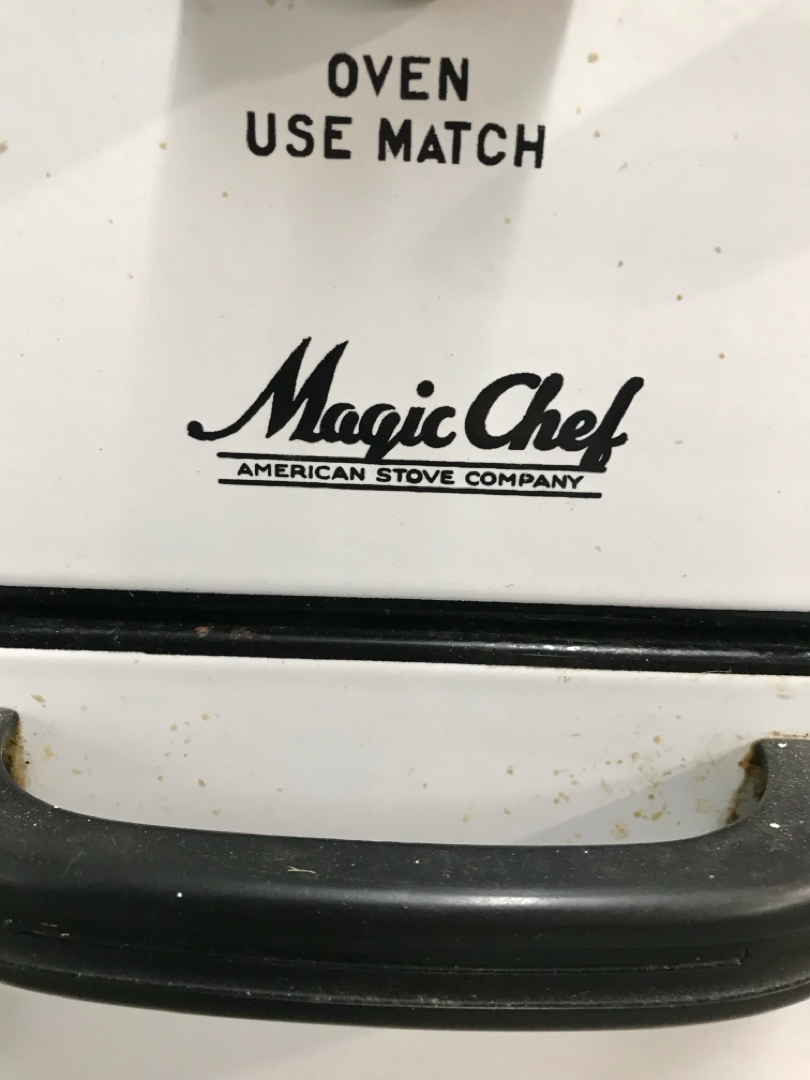 OVEN
USE MATCH
Magic Chef
AMERICAN STOVE COMPANY